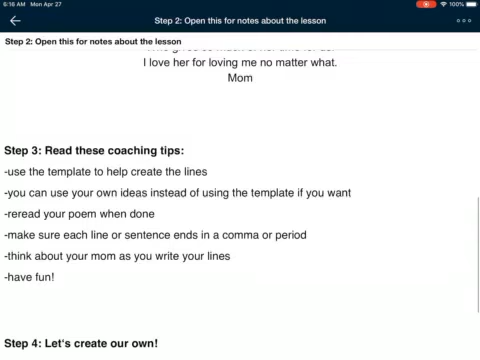 6:16 AM Mon Apr 27
100%
Step 2: Open this for notes about the lesson
Step 2: Open this for notes about the lesson
I love her for loving me no matter what.
Mom
Step 3: Read these coaching tips:
-use the template to help create the lines
-you can use your own ideas instead of using the template if you want
-reread your poem when done
-make sure each line or sentence ends in a comma or period
-think about your mom as you write your lines
-have fun!
Step 4: Let's create our own!